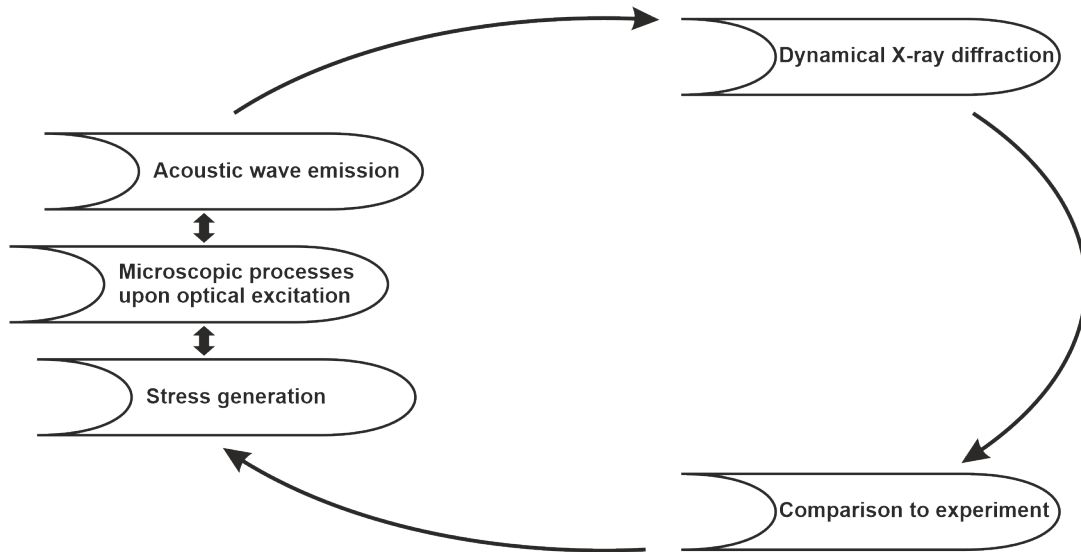 Dynamical X-ray diffraction
Acoustic wave emission
Microscopic processes
upon optical excitation
Stress generation
Comparison to experiment